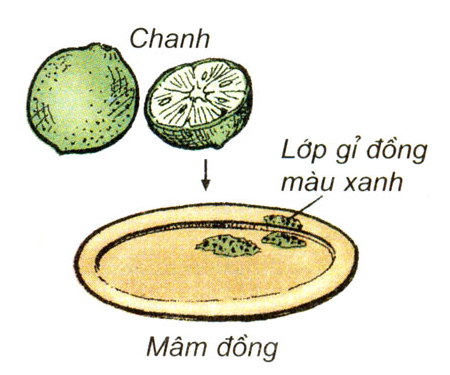 Chanh
Lớp gỉ đồng
màu xanh
Mâm đồng